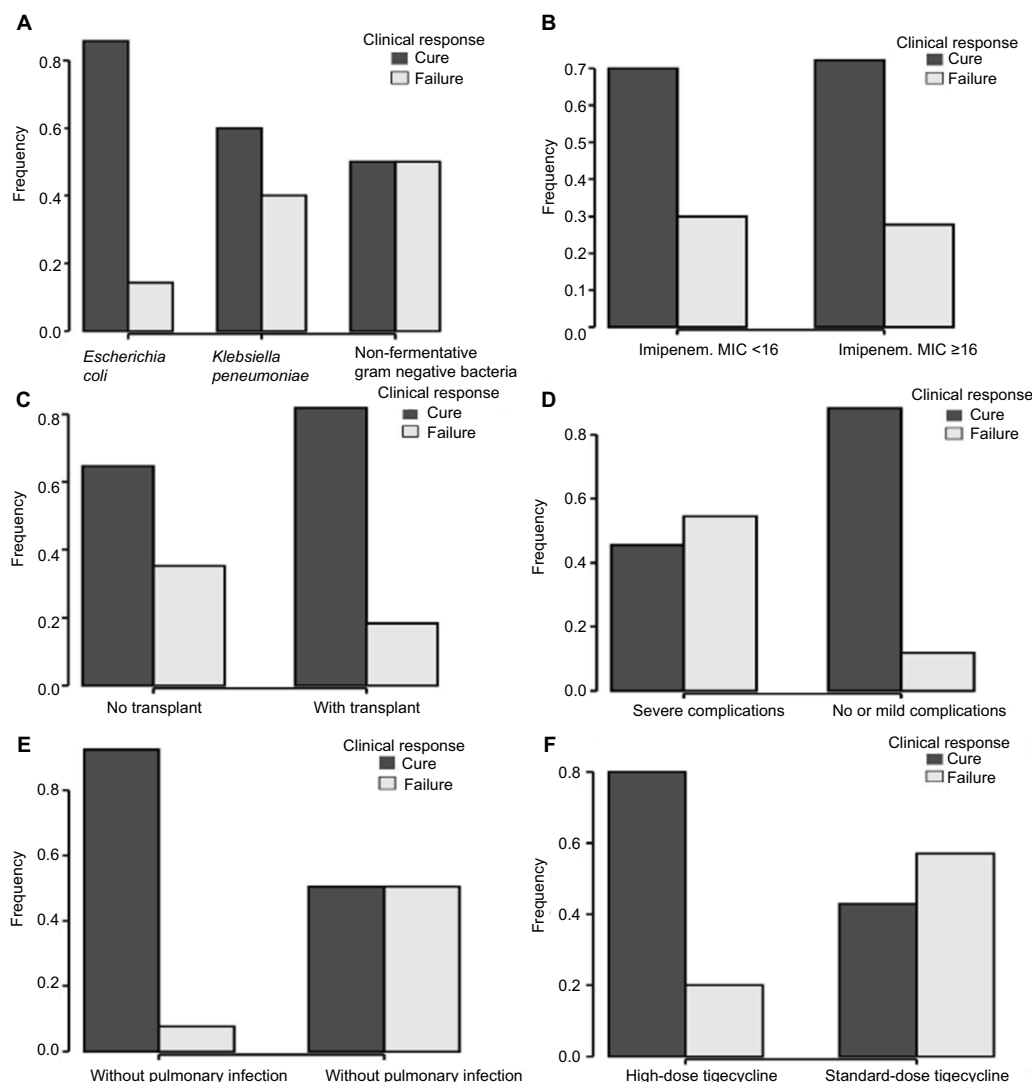 A
Clinical response
Cure
Failure
Frequency
0.8
0.6
0.4
0.2
0.0
Escherichia
coli
Klebsiella
peneumoniae
Non-fermentative
gram negative bacteria
B
Clinical response
Cure
Failure
Frequency
0.7
0.6
0.5
0.4
0.3
0.2
0.1
0.0
Imipenem. MIC <16
Imipenem. MIC ≥16
C
Clinical response
Cure
Failure
Frequency
0.8
0.6
0.4
0.2
0.0
No transplant
With transplant
D
Clinical response
Cure
Failure
Frequency
0.8
0.6
0.4
0.2
0.0
Severe complications
No or mild complications
E
Clinical response
Cure
Failure
Frequency
0.8
0.6
0.4
0.2
0.0
Without pulmonary infection
Without pulmonary infection
F
Clinical response
Cure
Failure
Frequency
0.8
0.6
0.4
0.2
0.0
High-dose tigecycline
Standard-dose tigecycline